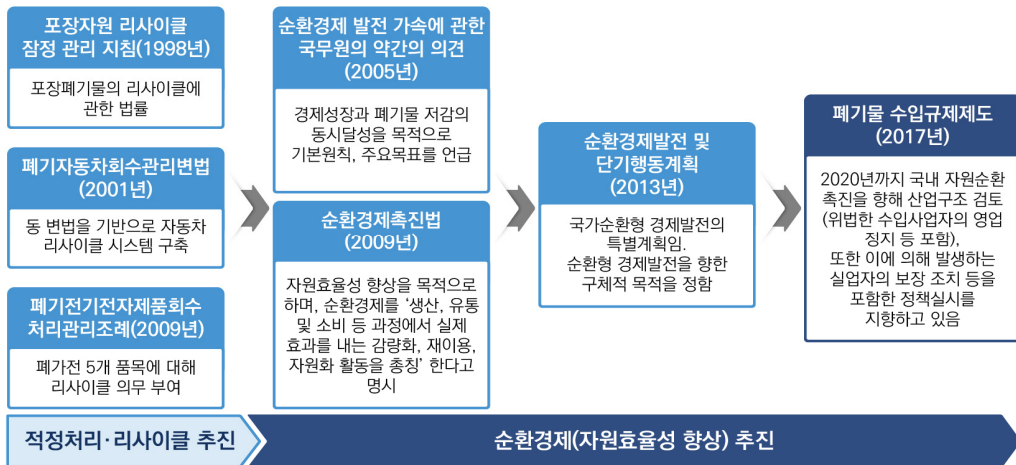 포장자원 리사이클
잠정 관리 지침(1998년)
포장폐기물의 리사이클에
관한 법률
폐기자동차회수관리변법
(2001년)
동 변법을 기반으로 자동차
리사이클 시스템 구축
폐기전기전자제품회수
처리관리조례(2009년)
폐가전 5개 품목에 대해
리사이클 의무 부여
순환경제 발전 가속에 관한
국무원의 약간의 의견
(2005년)
경제성장과 폐기물 저감의
동시달성을 목적으로
기본원칙, 주요목표를 언급
순환경제촉진법
(2009년)
자원효율성 향상을 목적으로
하며, 순환경제를 ‘생산, 유통
및 소비 등 과정에서 실제
효과를 내는 감량화, 재이용,
자원화 활동을 총칭’ 한다고
명시
순환경제발전 및
단기행동계획
(2013년)
국가순환형 경제발전의
특별계획임.
순환형 경제발전을 향한
구체적 목적을 정함
폐기물 수입규제제도
(2017년)
2020년까지 국내 자원순환
촉진을 향해 산업구조 검토
(위법한 수입사업자의 영업
징지 등 포함),
또한 이에 의해 발생하는
실업자의 보장 조치 등을
포함한 정책실시를
지향하고 있음
적정처리·리사이클 추진
순환경제(자원효율성 향상) 추진